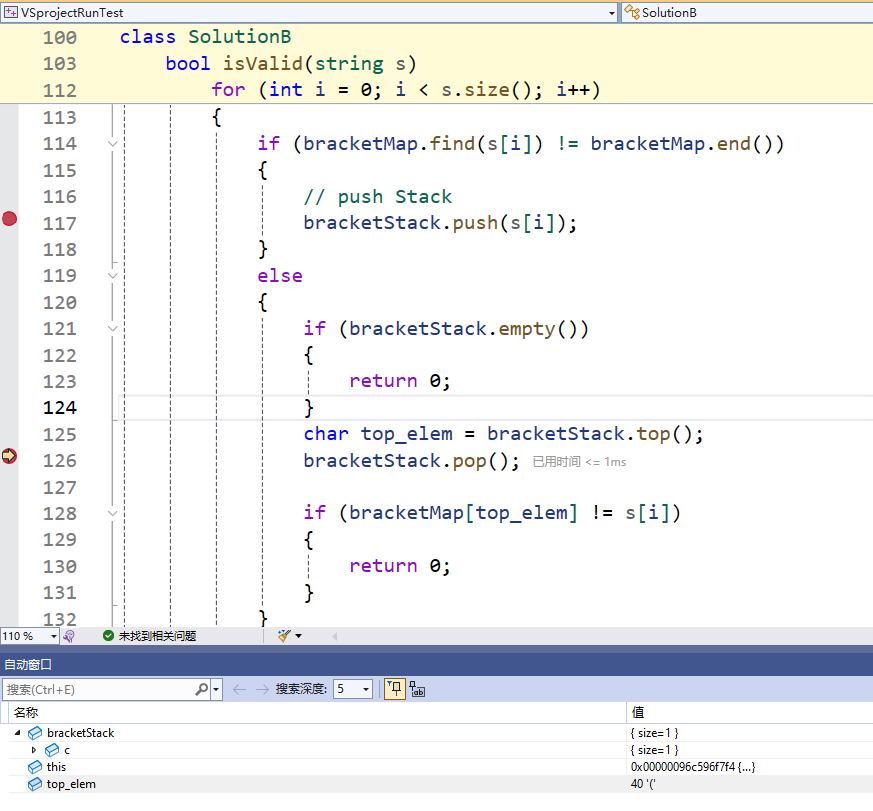 VSprojectRunTest SolutionB
100 class SolutionB
103 bool isValid(string s)
112 for (int i = 0; i < s.size(); i++)
113 {
114 if (bracketMap.find(s[i]) != bracketMap.end())
115 {
116 // push Stack
117 bracketStack.push(s[i]);
118 }
119 else
120 {
121 if (bracketStack.empty())
122 {
123 return 0;
124 }
125 char top_elem = bracketStack.top();
126 bracketStack.pop(); 已用时间 <= 1ms
127
128 if (bracketMap[top_elem] != s[i])
129 {
130 return 0;
131 }
132 }
110 % 未找到相关问题
自动窗口
搜索(Ctrl+E) 搜索深度: 5
名称 值
bracketStack { size=1 }
c { size=1 }
this 0x00000096c596f7f4 {...}
top_elem 40 '('